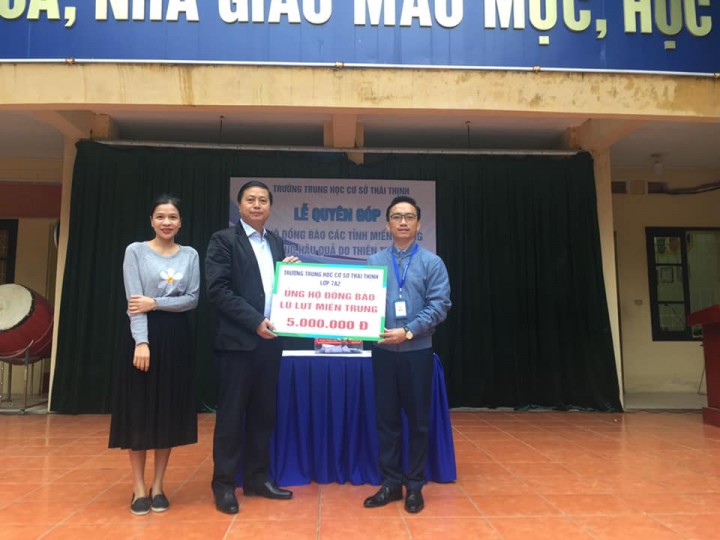 HOA, NHÀ GIÁO MẪU MỰC, HỌC
TRƯỜNG TRUNG HỌC CƠ SỞ THÁI THỊNH
LỄ QUYÊN GÓP
ĐỒNG BÀO CÁC TỈNH MIỀN
HẬU QUẢ DO THIÊN
TRƯỜNG TRUNG HỌC CƠ SỞ THÁI THỊNH
LỚP 7A2
ỦNG HỘ ĐỒNG BÀO
LŨ LỤT MIỀN TRUNG
5.000.000 Đ